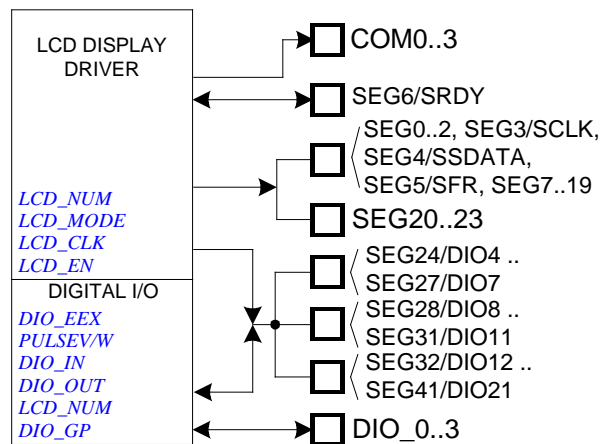 LCD DISPLAY
DRIVER
LCD_NUM
LCD_MODE
LCD_CLK
LCD_EN
DIGITAL I/O
DIO_EEX
PULSEV/W
DIO_IN
DIO_OUT
LCD_NUM
DIO_GP
COM0..3
SEG6/SRDY
SEG0..2, SEG3/SCLK,
SEG4/SSDATA,
SEG5/SFR, SEG7..19
SEG20..23
SEG24/DIO4 ..
SEG27/DIO7
SEG28/DIO8 ..
SEG31/DIO11
SEG32/DIO12 ..
SEG41/DIO21
DIO_0..3